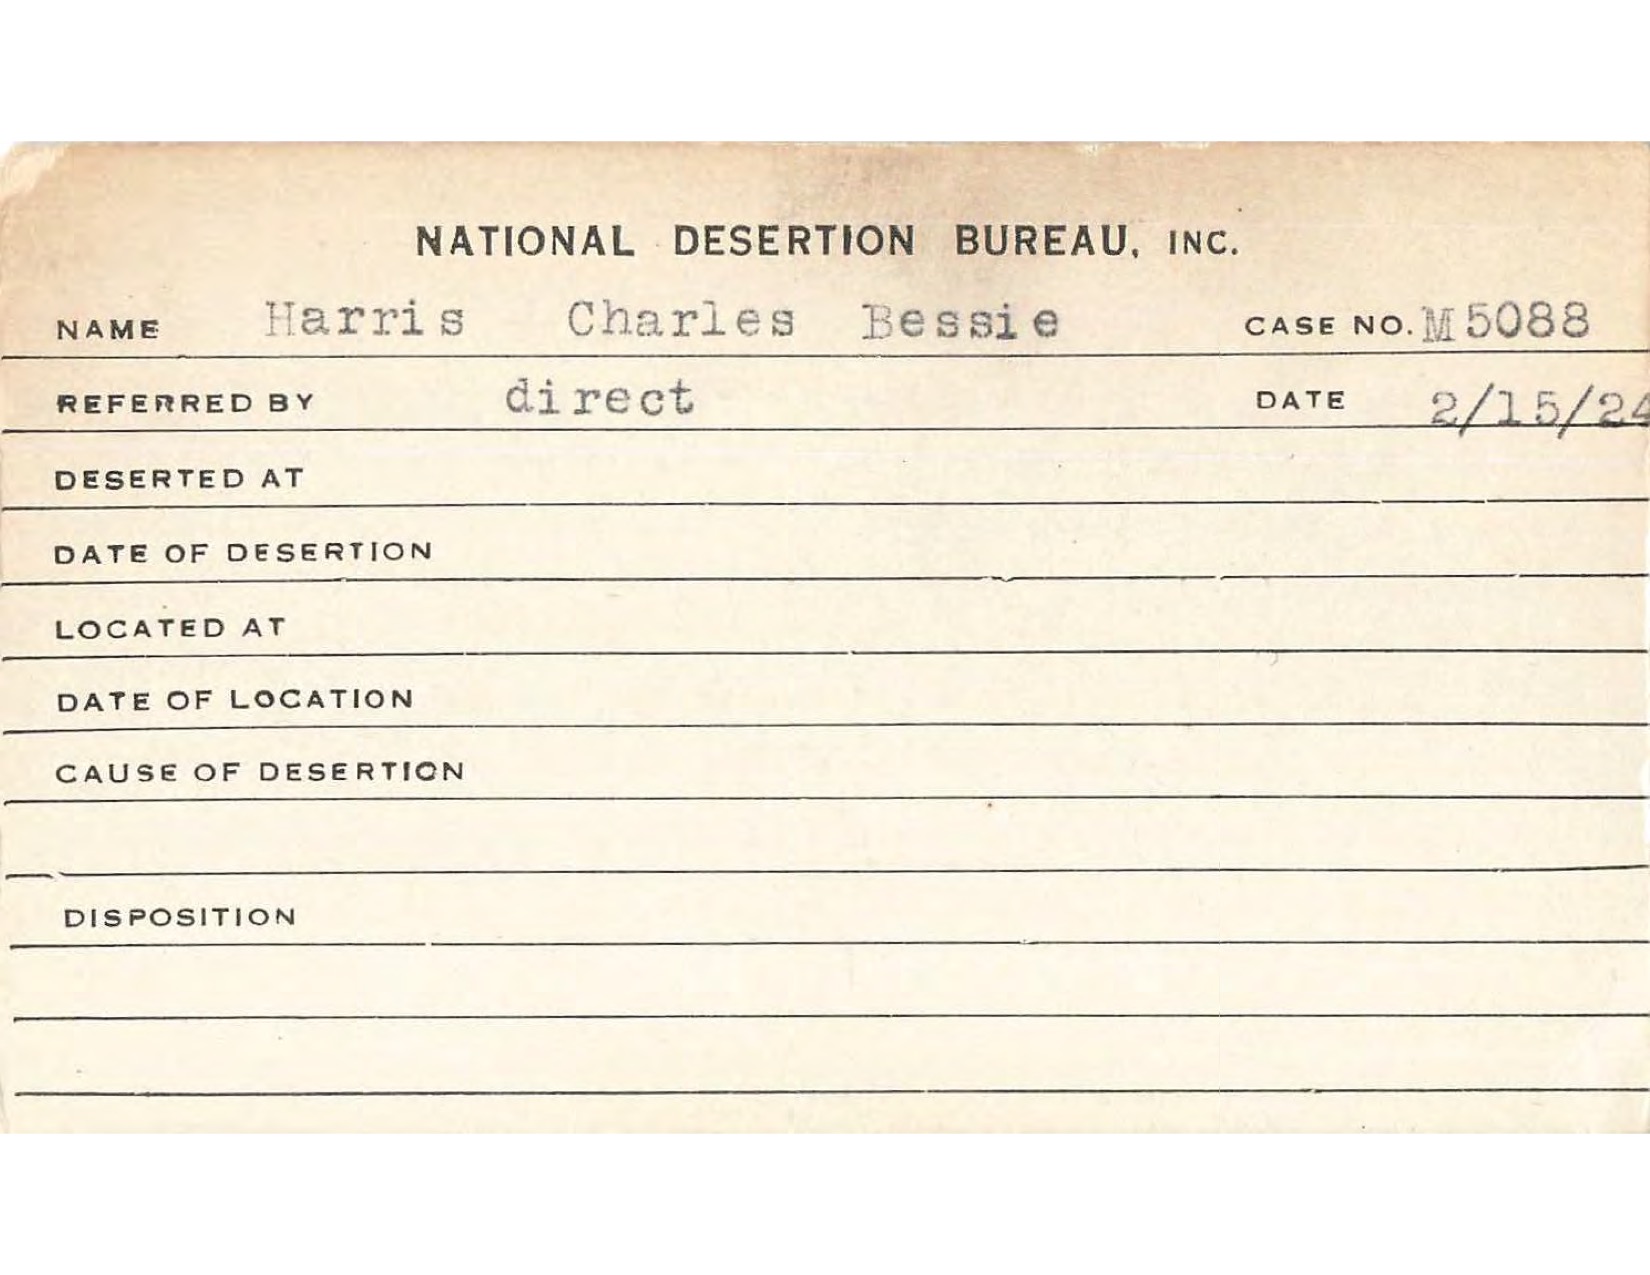 NATIONAL DESERTION BUREAU, INC.
NAME Harris Charles Bessie CASE NO. M5088
REFERRED BY direct DATE 2/15/24
DESERTED AT
DATE OF DESERTION
LOCATED AT
DATE OF LOCATION
CAUSE OF DESERTION
DISPOSITION